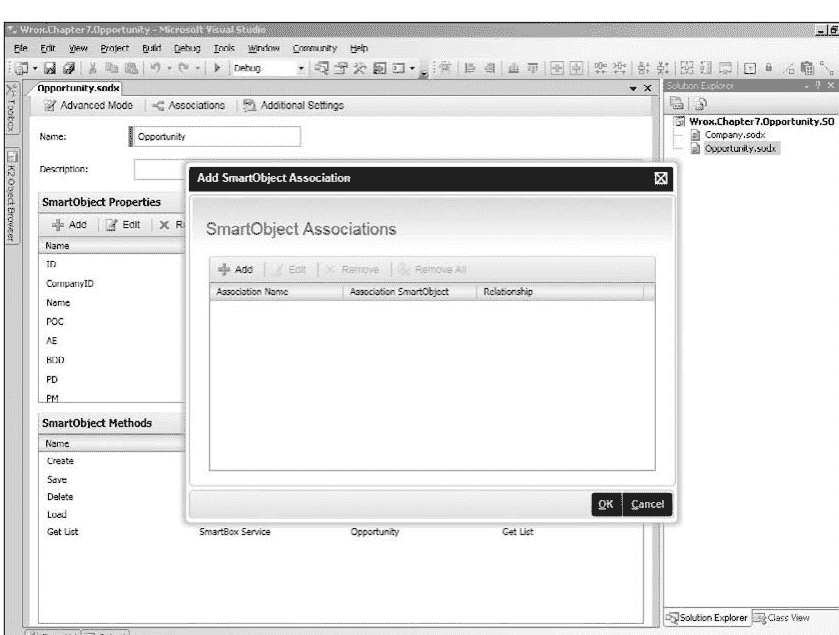 Wrox.Chapter7.Opportunity - Microsoft Visual Studio
File Edit View Project Build Debug Tools Window Community Help
Debug
Toolbox
K2 Object Browser
Opportunity.sodx
Advanced Mode Associations Additional Settings
Name: Opportunity
Description:
SmartObject Properties
Add Edit
Name
ID
CompanyID
Name
POC
AE
BDD
PD
PM
SmartObject Methods
Name
Create
Save
Delete
Load
Get List SmartBox Service Opportunity Get List
Add SmartObject Association
SmartObject Associations
Add Edit Remove Remove All
Association Name Association SmartObject Relationship
OK Cancel
Solution Explorer
Wrox.Chapter7.Opportunity.SO
Company.sodx
Opportunity.sodx
Solution Explorer Class View